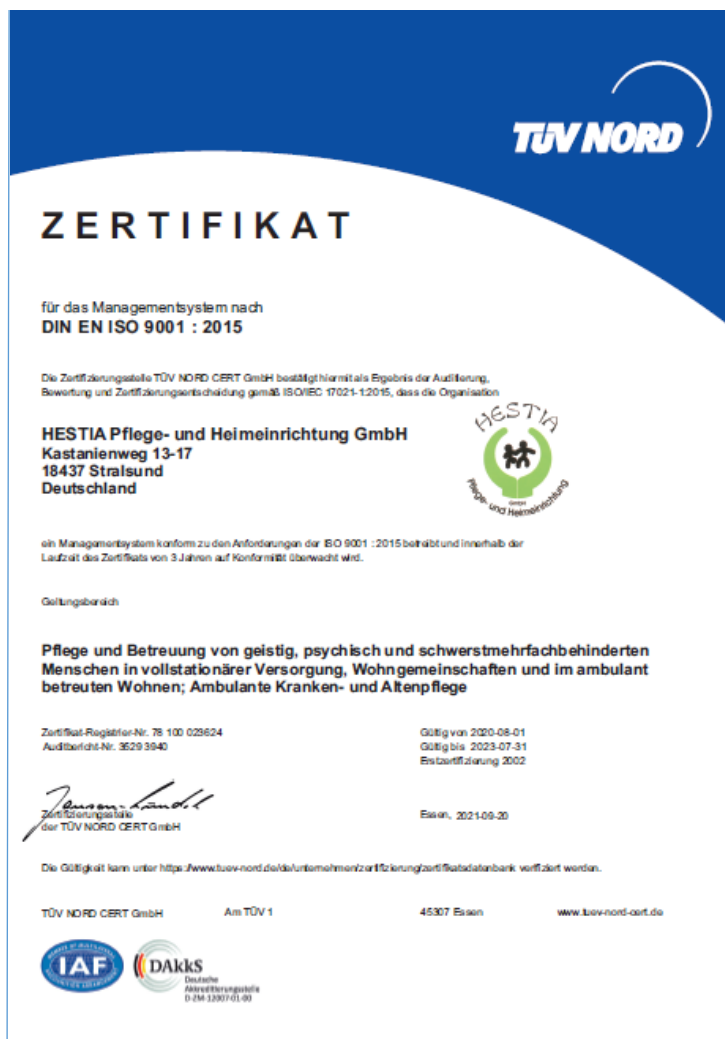 TÜV NORD
ZERTIFIKAT
für das Managementsystem nach
DIN EN ISO 9001 : 2015
Die Zertifizierungsstelle TÜV NORD CERT GmbH bestätigt hiermit als Ergebnis der Auditierung,
Bewertung und Zertifizierungsentscheidung gemäß ISO/IEC 17021-1:2015, dass die Organisation
HESTIA Pflege- und Heimeinrichtung GmbH
Kastanienweg 13-17
18437 Stralsund
Deutschland
HESTIA
GmbH
Pflege- und Heimeinrichtung
ein Managementsystem konform zu den Anforderungen der ISO 9001 : 2015 betreibt und innerhalb der
Laufzeit des Zertifikats von 3 Jahren auf Konformität überwacht wird.
Geltungsbereich
Pflege und Betreuung von geistig, psychisch und schwerstmehrfachbehinderten
Menschen in vollstationärer Versorgung, Wohngemeinschaften und im ambulant
betreuten Wohnen; Ambulante Kranken- und Altenpflege
Zertifikat-Registrier-Nr. 78 100 023624
Auditbericht-Nr. 3529 3940
Gültig von 2020-08-01
Gültig bis 2023-07-31
Erstzertifizierung 2002
Zertifizierungsstelle
der TÜV NORD CERT GmbH
Essen, 2021-09-20
Die Gültigkeit kann unter https://www.tuev-nord.de/de/unternehmen/zertifizierung/zertifikatsdatenbank verifiziert werden.
TÜV NORD CERT GmbH Am TÜV 1 45307 Essen www.tuev-nord-cert.de
IAF
DAkkS
Deutsche
Akkreditierungsstelle
D-ZM-12007-01-00